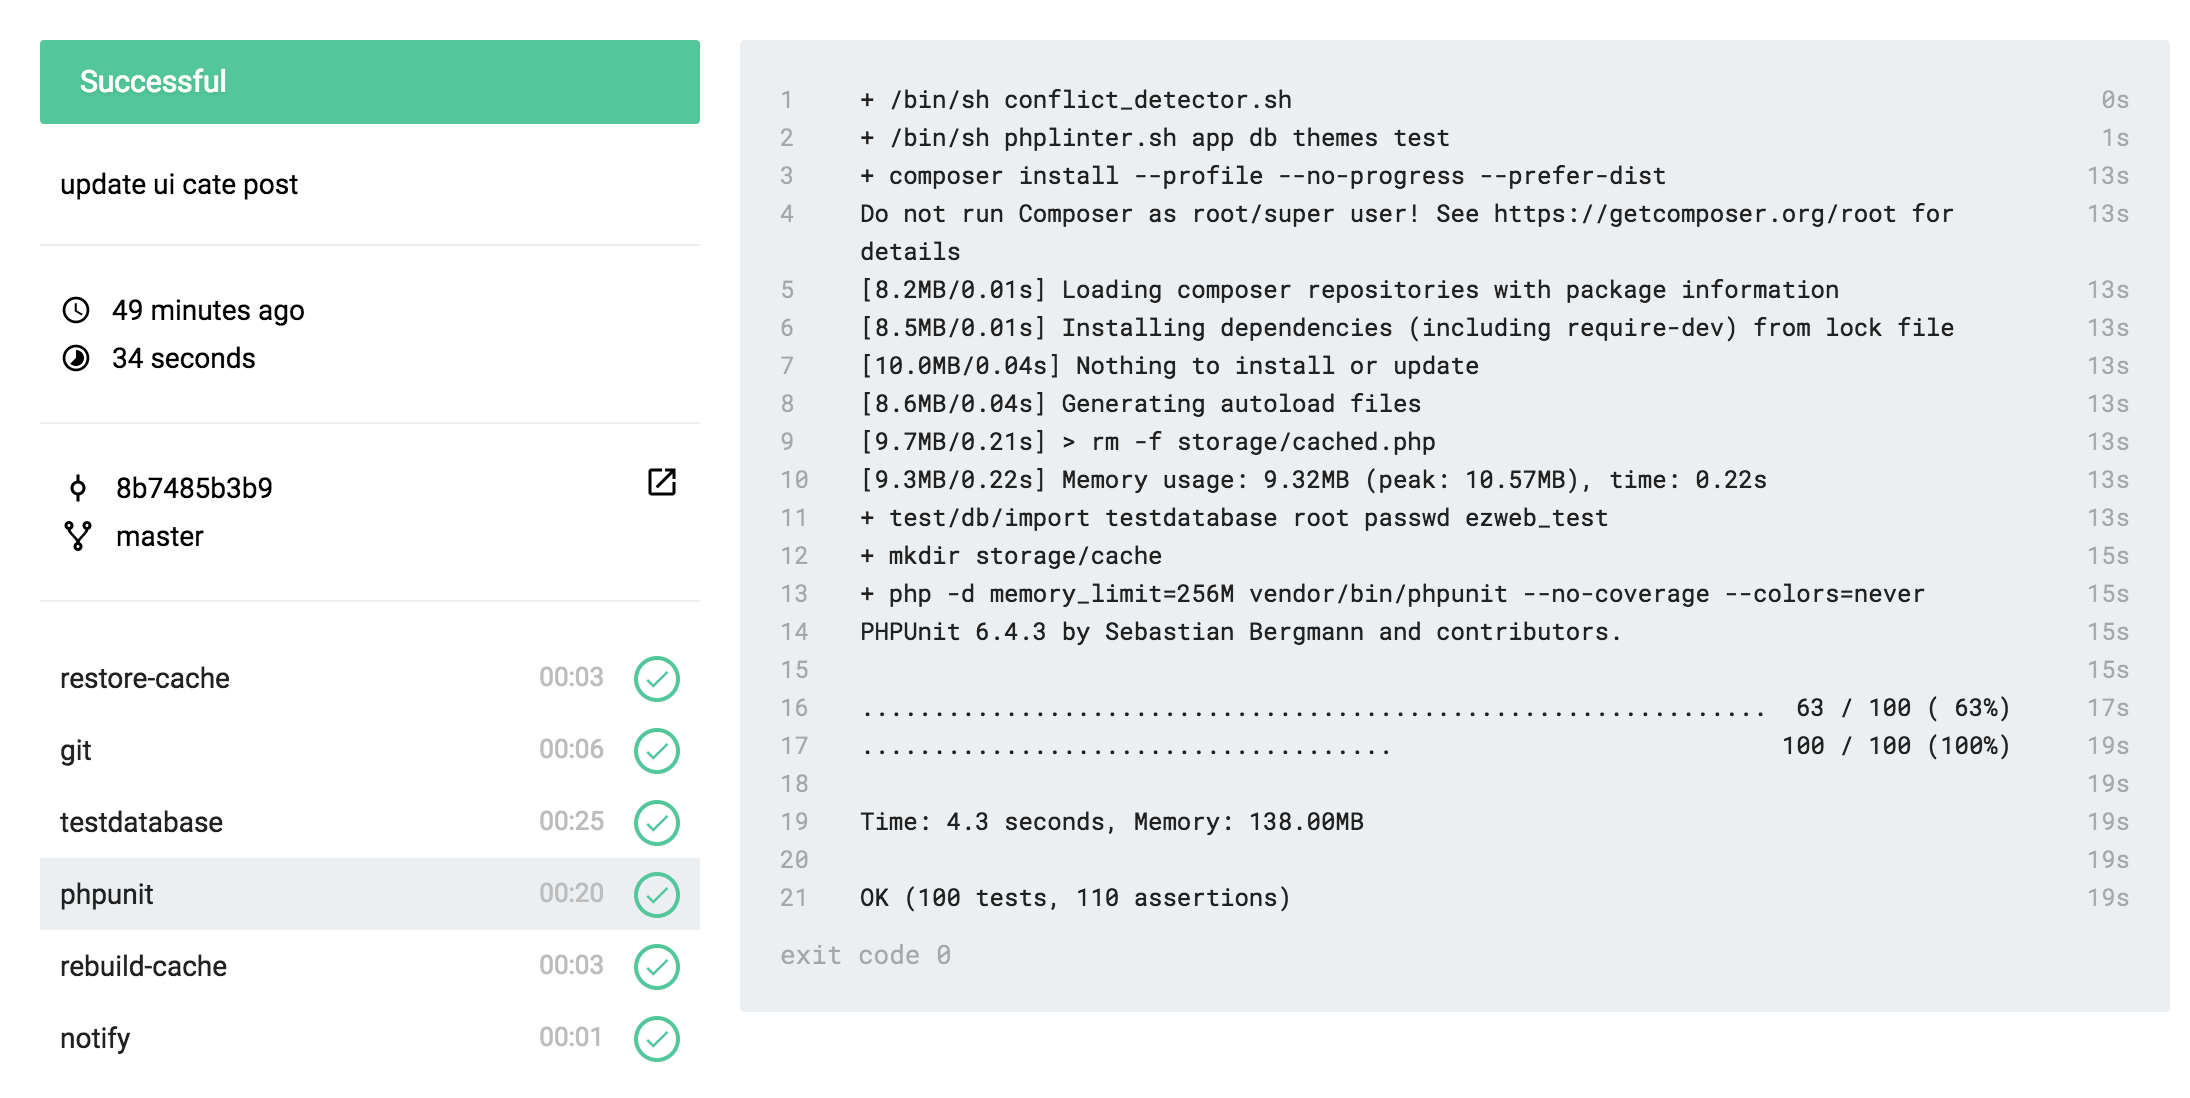 Successful
update ui cate post
49 minutes ago
34 seconds
8b7485b3b9
master
restore-cache 00:03
git 00:06
testdatabase 00:25
phpunit 00:20
rebuild-cache 00:03
notify 00:01
1 + /bin/sh conflict_detector.sh 0s
2 + /bin/sh phplinter.sh app db themes test 1s
3 + composer install --profile --no-progress --prefer-dist 13s
4 Do not run Composer as root/super user! See https://getcomposer.org/root for 13s
details
5 [8.2MB/0.01s] Loading composer repositories with package information 13s
6 [8.5MB/0.01s] Installing dependencies (including require-dev) from lock file 13s
7 [10.0MB/0.04s] Nothing to install or update 13s
8 [8.6MB/0.04s] Generating autoload files 13s
9 [9.7MB/0.21s] > rm -f storage/cached.php 13s
10 [9.3MB/0.22s] Memory usage: 9.32MB (peak: 10.57MB), time: 0.22s 13s
11 + test/db/import testdatabase root passwd ezweb_test 13s
12 + mkdir storage/cache 15s
13 + php -d memory_limit=256M vendor/bin/phpunit --no-coverage --colors=never 15s
14 PHPUnit 6.4.3 by Sebastian Bergmann and contributors. 15s
15 15s
16 ............................................................... 63 / 100 ( 63%) 17s
17 ..................................... 100 / 100 (100%) 19s
18 19s
19 Time: 4.3 seconds, Memory: 138.00MB 19s
20 19s
21 OK (100 tests, 110 assertions) 19s
exit code 0